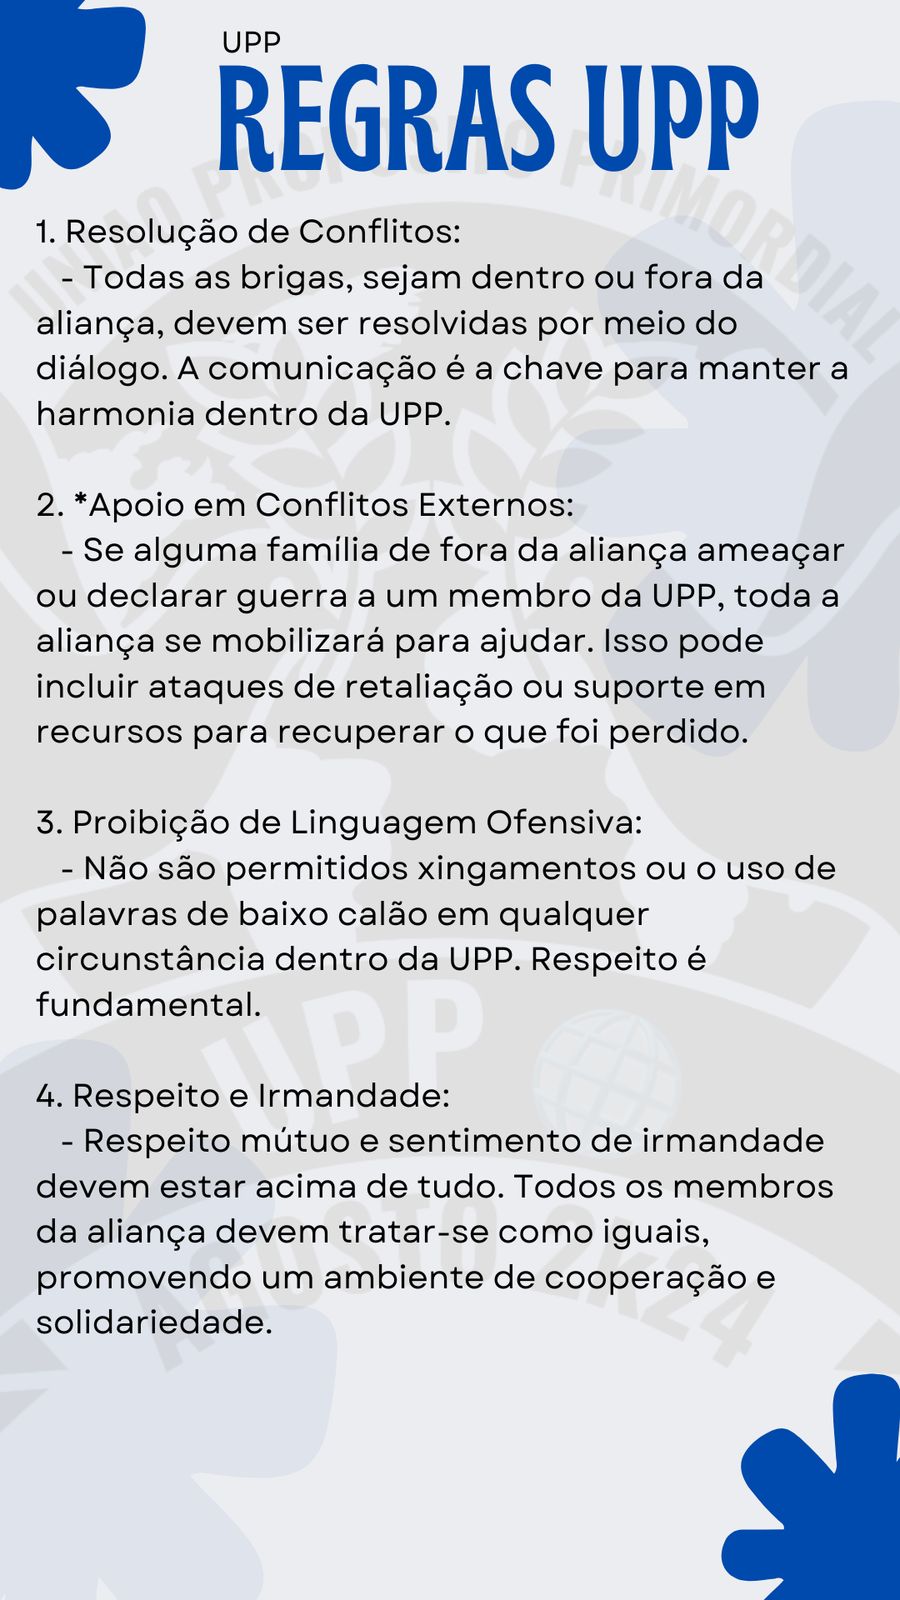 UPP
REGRAS UPP
UNIÃO PROPÓSITO PRIMORDIAL
1. Resolução de Conflitos:
- Todas as brigas, sejam dentro ou fora da
aliança, devem ser resolvidas por meio do
diálogo. A comunicação é a chave para manter a
harmonia dentro da UPP.
2. *Apoio em Conflitos Externos:
- Se alguma família de fora da aliança ameaçar
ou declarar guerra a um membro da UPP, toda a
aliança se mobilizará para ajudar. Isso pode
incluir ataques de retaliação ou suporte em
recursos para recuperar o que foi perdido.
3. Proibição de Linguagem Ofensiva:
- Não são permitidos xingamentos ou o uso de
palavras de baixo calão em qualquer
circunstância dentro da UPP. Respeito é
fundamental.
UPP
4. Respeito e Irmandade:
- Respeito mútuo e sentimento de irmandade
devem estar acima de tudo. Todos os membros
da aliança devem tratar-se como iguais,
promovendo um ambiente de cooperação e
solidariedade.
AGOSTO 2K24